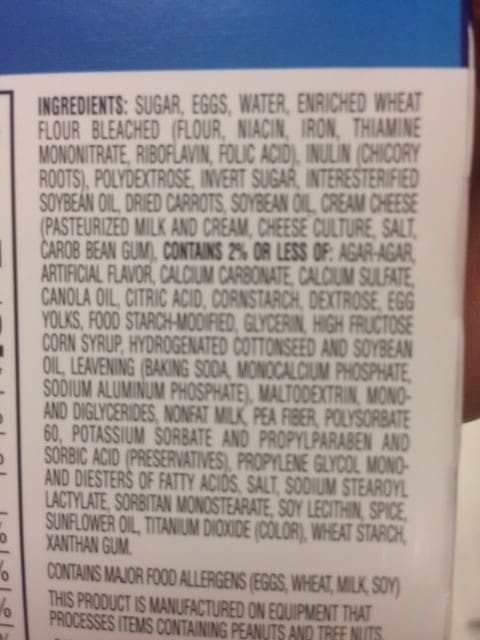 INGREDIENTS: SUGAR, EGGS, WATER, ENRICHED WHEAT
FLOUR BLEACHED (FLOUR, NIACIN, IRON, THIAMINE
MONONITRATE, RIBOFLAVIN, FOLIC ACID), INULIN (CHICORY
ROOTS), POLYDEXTROSE, INVERT SUGAR, INTERESTERIFIED
SOYBEAN OIL, DRIED CARROTS, SOYBEAN OIL, CREAM CHEESE
(PASTEURIZED MILK AND CREAM, CHEESE CULTURE, SALT,
CAROB BEAN GUM), CONTAINS 2% OR LESS OF: AGAR-AGAR,
ARTIFICIAL FLAVOR, CALCIUM CARBONATE, CALCIUM SULFATE,
CANOLA OIL, CITRIC ACID, CORNSTARCH, DEXTROSE, EGG
YOLKS, FOOD STARCH-MODIFIED, GLYCERIN, HIGH FRUCTOSE
CORN SYRUP, HYDROGENATED COTTONSEED AND SOYBEAN
OIL, LEAVENING (BAKING SODA, MONOCALCIUM PHOSPHATE,
SODIUM ALUMINUM PHOSPHATE), MALTODEXTRIN, MONO-
AND DIGLYCERIDES, NONFAT MILK, PEA FIBER, POLYSORBATE
60, POTASSIUM SORBATE AND PROPYLPARABEN AND
SORBIC ACID (PRESERVATIVES), PROPYLENE GLYCOL MONO-
AND DIESTERS OF FATTY ACIDS, SALT, SODIUM STEAROYL
LACTYLATE, SORBITAN MONOSTEARATE, SOY LECITHIN, SPICE,
SUNFLOWER OIL, TITANIUM DIOXIDE (COLOR), WHEAT STARCH,
XANTHAN GUM.
CONTAINS MAJOR FOOD ALLERGENS (EGGS, WHEAT, MILK, SOY)
THIS PRODUCT IS MANUFACTURED ON EQUIPMENT THAT
PROCESSES ITEMS CONTAINING PEANUTS AND TREE NUTS